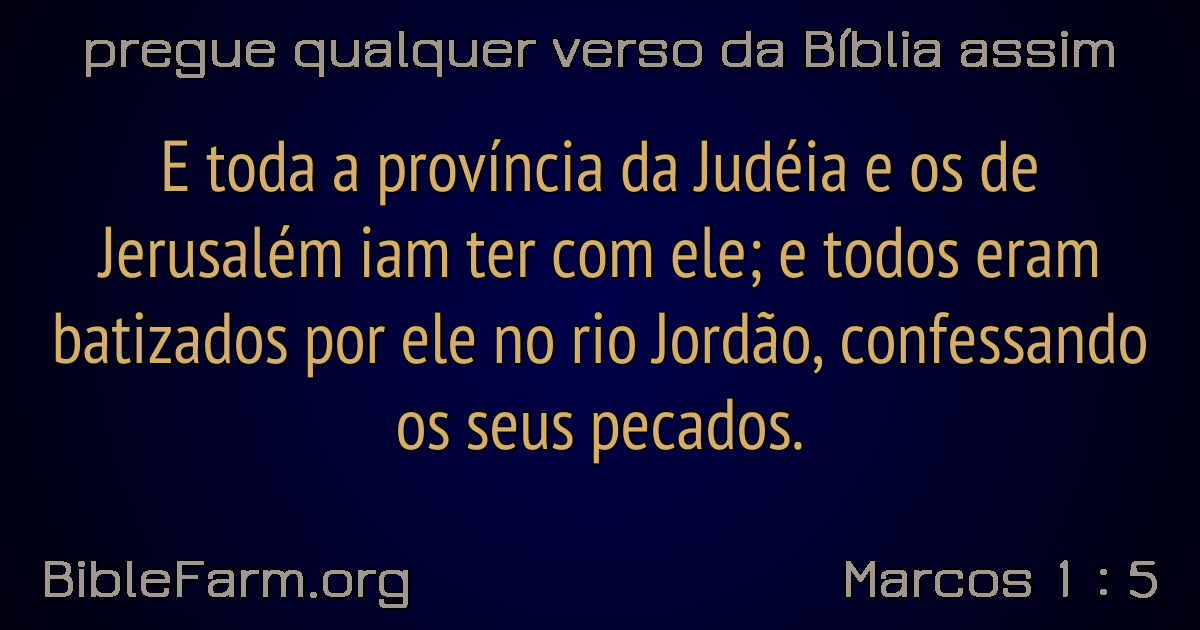 pregue qualquer verso da Bíblia assim
E toda a província da Judéia e os de
Jerusalém iam ter com ele; e todos eram
batizados por ele no rio Jordão, confessando
os seus pecados.
BibleFarm.org
Marcos 1 : 5